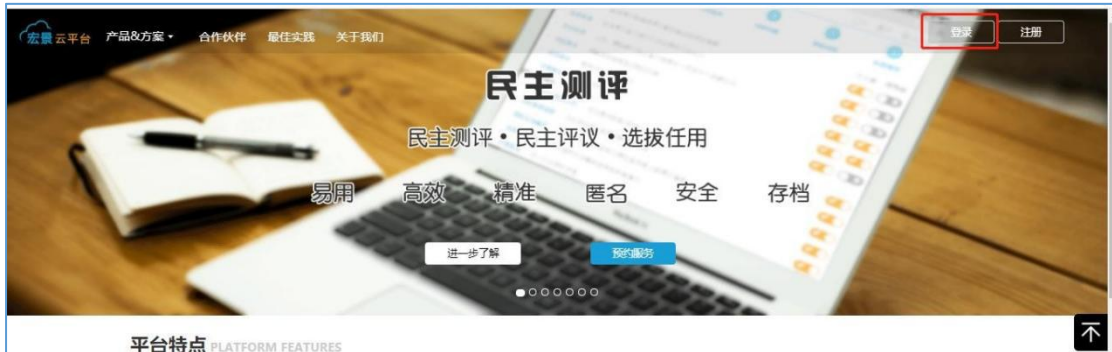 宏景云平台 产品&方案 合作伙伴 最佳实践 关于我们 登录 注册
民主测评
民主测评•民主评议•选拔任用
易用 高效 精准 匿名 安全 存档
进一步了解 预约服务
平台特点 PLATFORM FEATURES